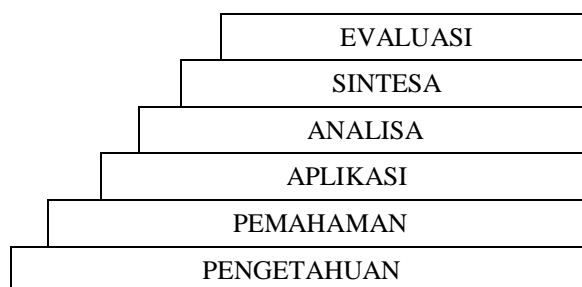 EVALUASI
SINTESA
ANALISA
APLIKASI
PEMAHAMAN
PENGETAHUAN